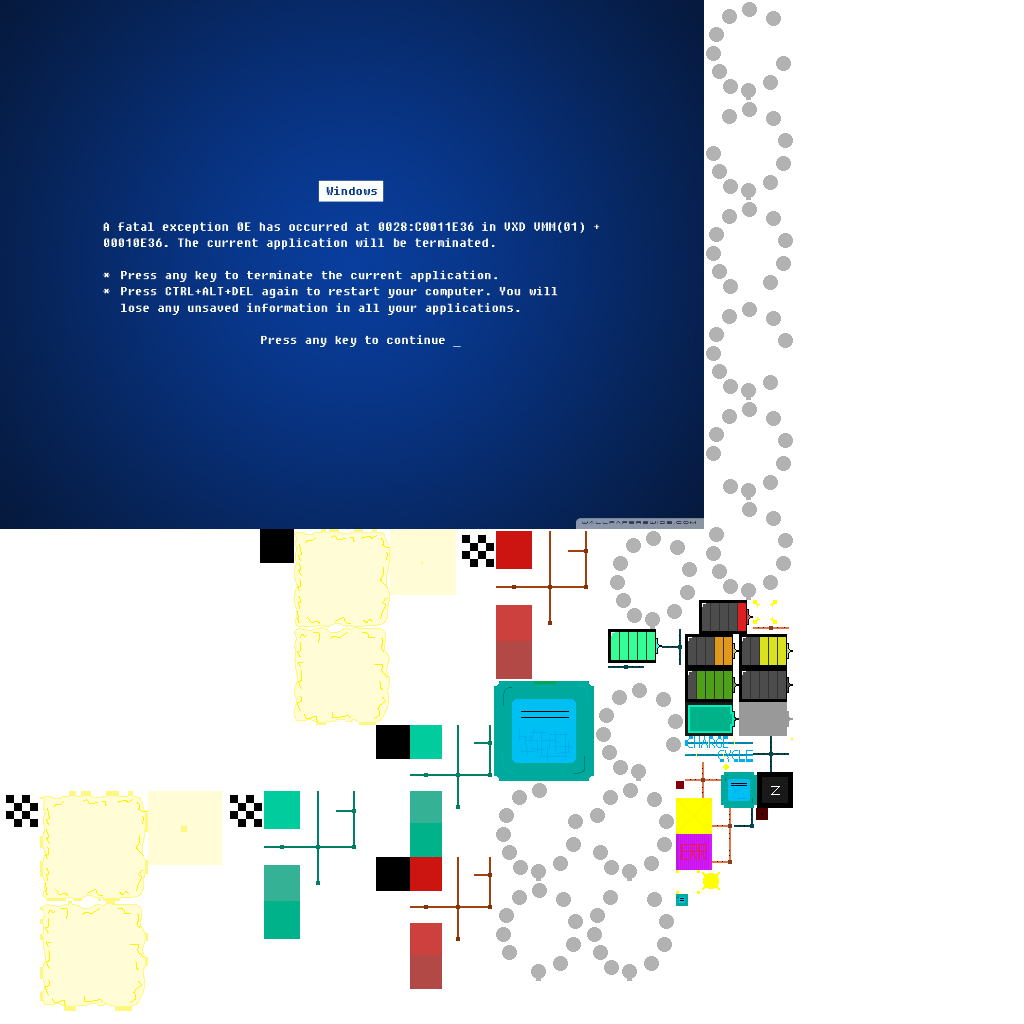 Windows
A fatal exception 0E has occurred at 0028:C0011E36 in VXD VMM(01) +
00010E36. The current application will be terminated.
* Press any key to terminate the current application.
* Press CTRL+ALT+DEL again to restart your computer. You will
lose any unsaved information in all your applications.
Press any key to continue _
WALLPAPERSWIDE.COM
CHARGE
CYCLE
Z